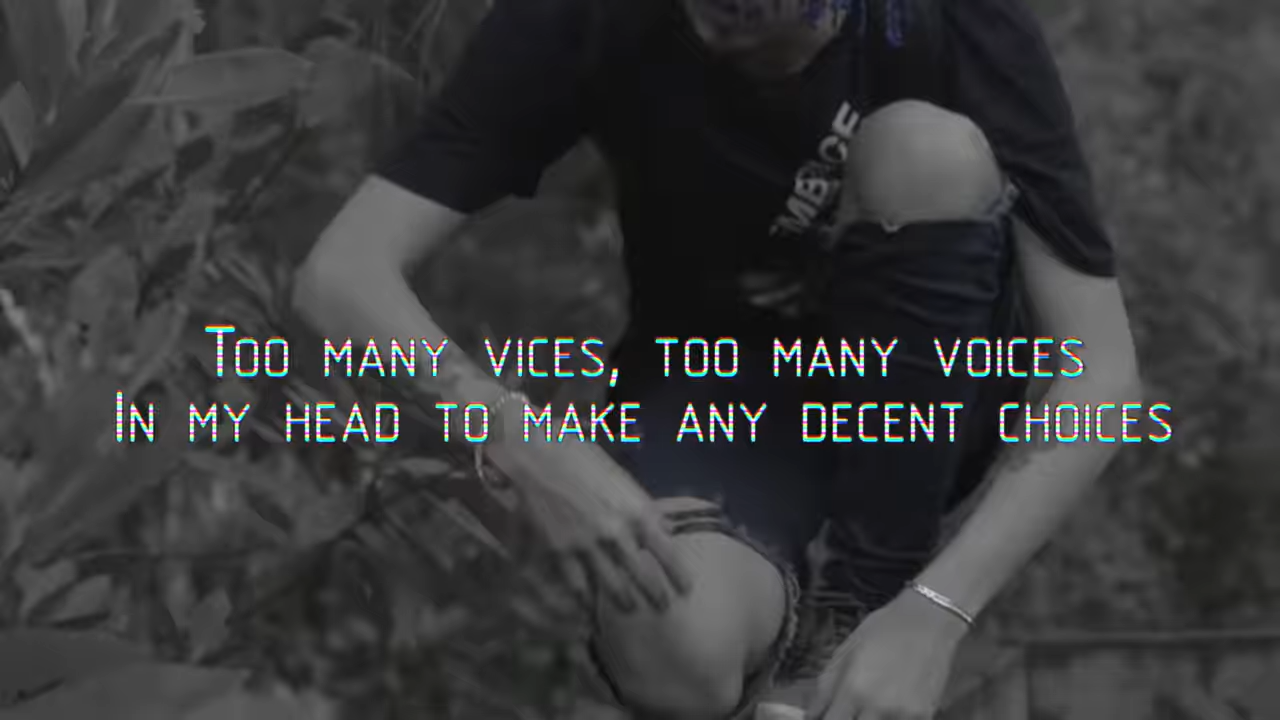 Too many vices, too many voices
In my head to make any decent choices